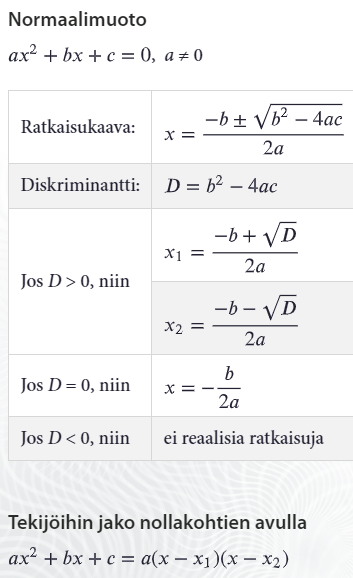 Normaalimuoto
ax² + bx + c = 0, a ≠ 0
Ratkaisukaava: x = (−b ± √(b² − 4ac)) / 2a
Diskriminantti: D = b² − 4ac
Jos D > 0, niin x₁ = (−b + √D) / 2a
x₂ = (−b − √D) / 2a
Jos D = 0, niin x = −b / 2a
Jos D < 0, niin ei reaalisia ratkaisuja
Tekijöihin jako nollakohtien avulla
ax² + bx + c = a(x − x₁)(x − x₂)